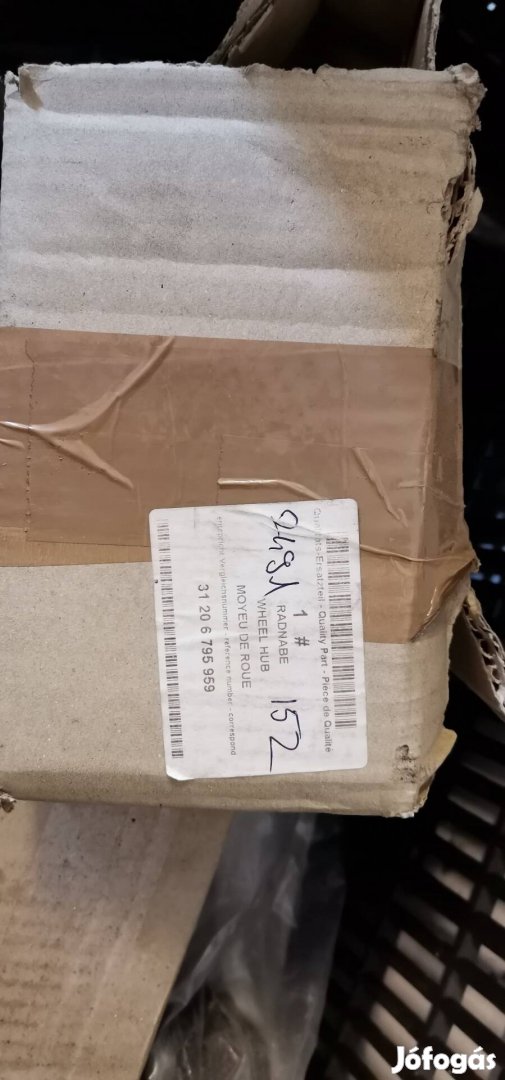 Qualitäts-Ersatzteil - Quality Part - Pièce de Qualité
1 #
RADNABE
WHEEL HUB
MOYEU DE ROUE
152
Vergleichsnummer - reference number - correspond
31 20 6 795 959
Jófogás